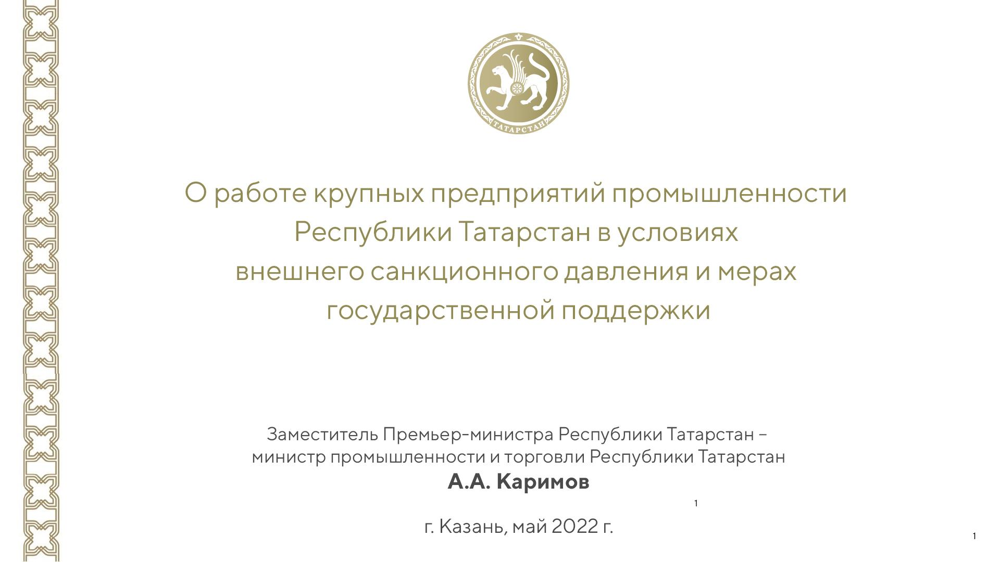 ТАТАРСТАН
О работе крупных предприятий промышленности
Республики Татарстан в условиях
внешнего санкционного давления и мерах
государственной поддержки
Заместитель Премьер-министра Республики Татарстан –
министр промышленности и торговли Республики Татарстан
А.А. Каримов
1
г. Казань, май 2022 г.
1